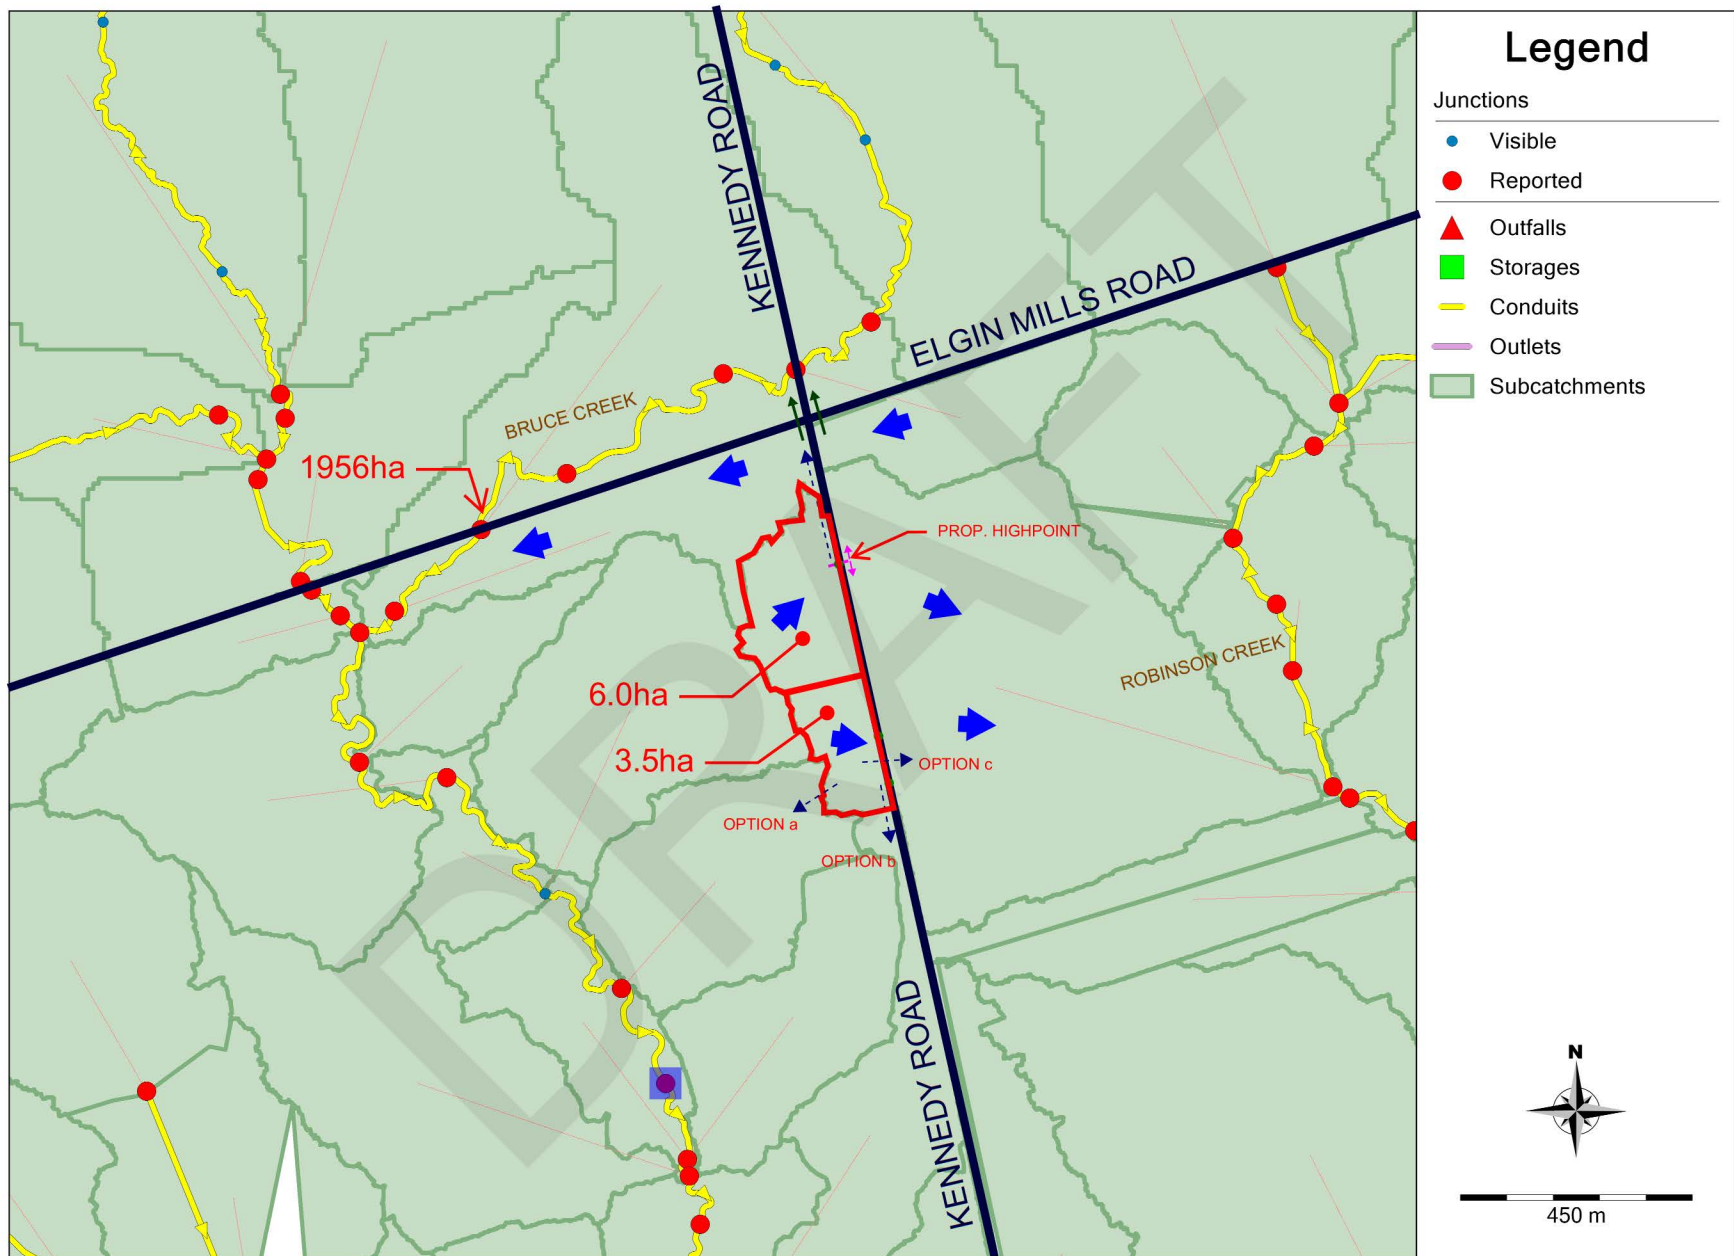 KENNEDY ROAD
ELGIN MILLS ROAD
BRUCE CREEK
1956ha
PROP. HIGHPOINT
6.0ha
3.5ha
ROBINSON CREEK
OPTION c
OPTION a
OPTION b
KENNEDY ROAD
DRAFT
Legend
Junctions
Visible
Reported
Outfalls
Storages
Conduits
Outlets
Subcatchments
N
450 m